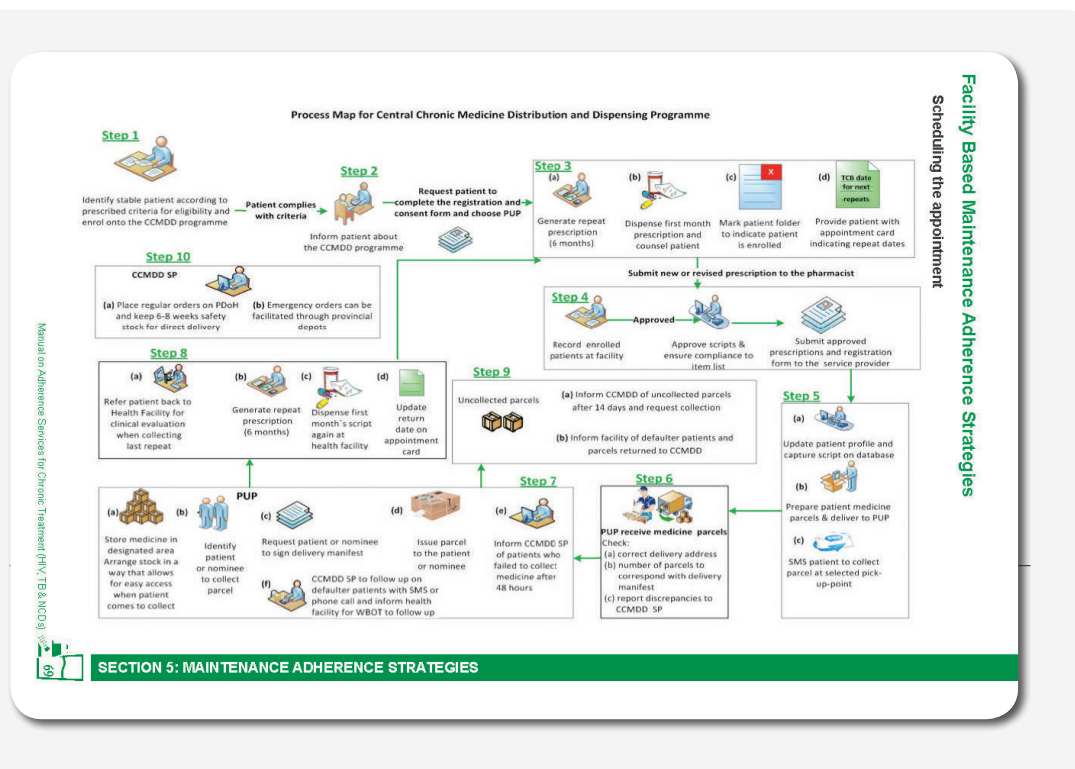 Facility Based Maintenance Adherence Strategies
Scheduling the appointment
Process Map for Central Chronic Medicine Distribution and Dispensing Programme
Step 1
Identify stable patient according to
prescribed criteria for eligibility and
enrol onto the CCMDD programme
Patient complies
with criteria
Step 2
Inform patient about
the CCMDD programme
Request patient to
complete the registration and
consent form and choose PUP
Step 3
(a)
Generate repeat
prescription
(6 months)
(b)
Dispense first month
prescription and
counsel patient
(c)
X
Mark patient folder
to indicate patient
is enrolled
(d)
TCB date
for next
repeats
Provide patient with
appointment card
indicating repeat dates
Submit new or revised prescription to the pharmacist
Step 4
Record enrolled
patients at facility
Approved
Approve scripts &
ensure compliance to
item list
Submit approved
prescriptions and registration
form to the service provider
Step 5
(a)
Update patient profile and
capture script on database
(b)
Prepare patient medicine
parcels & deliver to PUP
(c)
SMS patient to collect
parcel at selected pick-
up-point
Step 6
PUP receive medicine parcels
Check:
(a) correct delivery address
(b) number of parcels to
correspond with delivery
manifest
(c) report discrepancies to
CCMDD SP
Step 7
PUP
(a)
Store medicine in
designated area
Arrange stock in a
way that allows
for easy access
when patient
comes to collect
(b)
Identify
patient
or nominee
to collect
parcel
(c)
Request patient or nominee
to sign delivery manifest
(d)
Issue parcel
to the patient
or nominee
(e)
Inform CCMDD SP
of patients who
failed to collect
medicine after
48 hours
(f)
CCMDD SP to follow up on
defaulter patients with SMS or
phone call and inform health
facility for WBOT to follow up
Step 8
(a)
Refer patient back to
Health Facility for
clinical evaluation
when collecting
last repeat
(b)
Generate repeat
prescription
(6 months)
(c)
Dispense first
month`s script
again at
health facility
(d)
Update
return
date on
appointment
card
Step 9
Uncollected parcels
(a) Inform CCMDD of uncollected parcels
after 14 days and request collection
(b) Inform facility of defaulter patients and
parcels returned to CCMDD
Step 10
CCMDD SP
(a) Place regular orders on PDoH
and keep 6-8 weeks safety
stock for direct delivery
(b) Emergency orders can be
facilitated through provincial
depots
Manual on Adherence Services for Chronic Treatment (HIV, TB & NCDs)
69
SECTION 5: MAINTENANCE ADHERENCE STRATEGIES